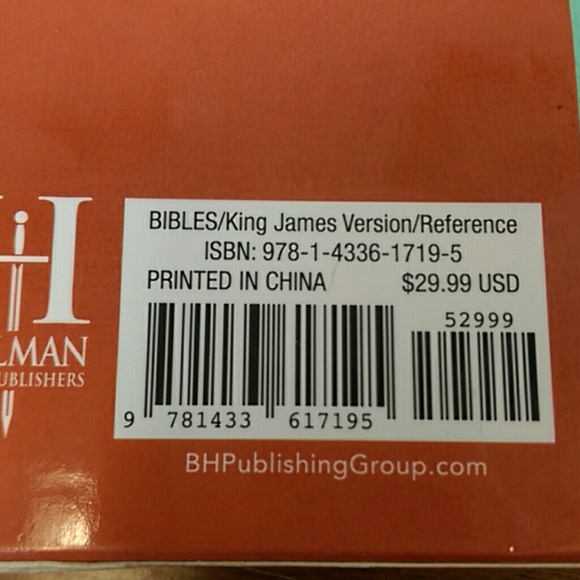 BIBLES/King James Version/Reference
ISBN: 978-1-4336-1719-5
PRINTED IN CHINA $29.99 USD
52999
9 781433 617195
LMAN
UBLISHERS
BHPublishingGroup.com